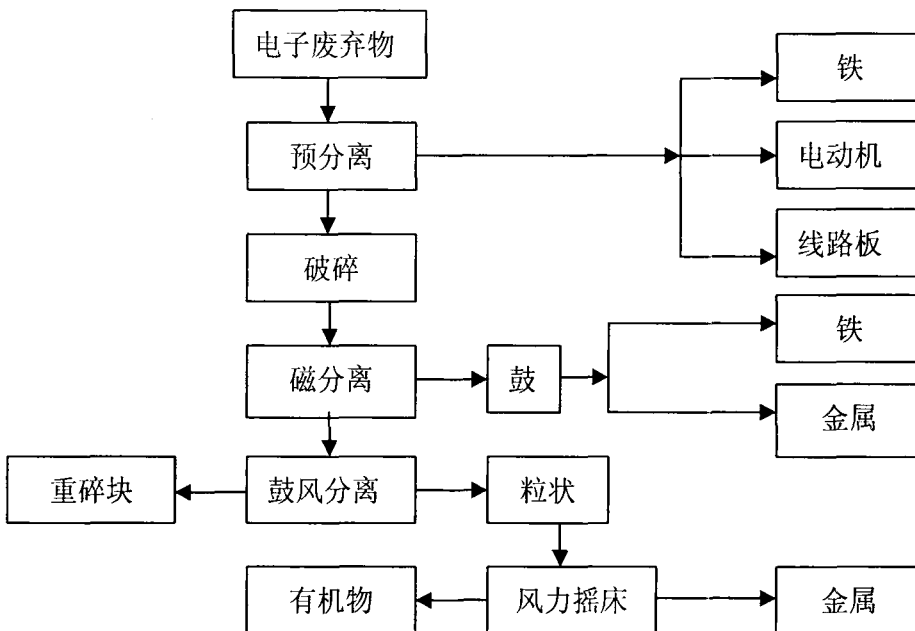 电子废弃物
铁
预分离
电动机
线路板
破碎
铁
磁分离
鼓
金属
重碎块
鼓风分离
粒状
有机物
风力摇床
金属